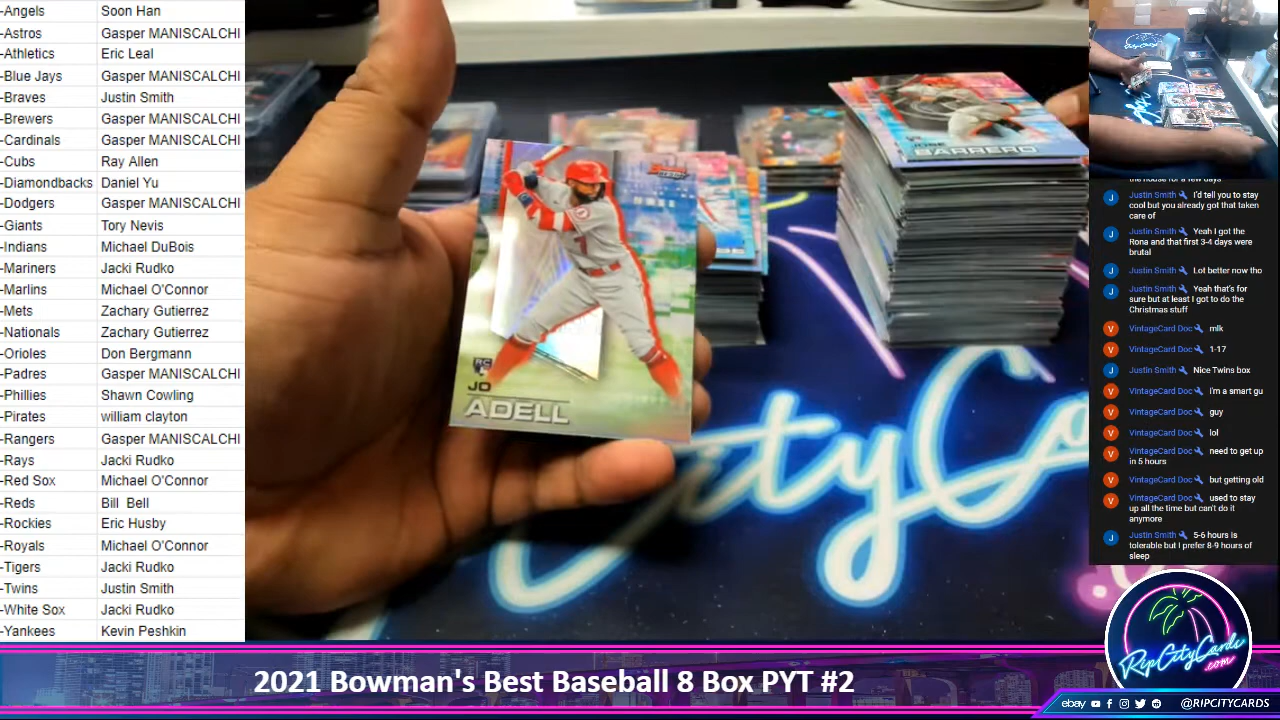 -Angels Soon Han
-Astros Gasper MANISCALCHI
-Athletics Eric Leal
-Blue Jays Gasper MANISCALCHI
-Braves Justin Smith
-Brewers Gasper MANISCALCHI
-Cardinals Gasper MANISCALCHI
-Cubs Ray Allen
-Diamondbacks Daniel Yu
-Dodgers Gasper MANISCALCHI
-Giants Tory Nevis
-Indians Michael DuBois
-Mariners Jacki Rudko
-Marlins Michael O'Connor
-Mets Zachary Gutierrez
-Nationals Zachary Gutierrez
-Orioles Don Bergmann
-Padres Gasper MANISCALCHI
-Phillies Shawn Cowling
-Pirates william clayton
-Rangers Gasper MANISCALCHI
-Rays Jacki Rudko
-Red Sox Michael O'Connor
-Reds Bill Bell
-Rockies Eric Husby
-Royals Michael O'Connor
-Tigers Jacki Rudko
-Twins Justin Smith
-White Sox Jacki Rudko
-Yankees Kevin Peshkin
BARRERO
RC
JO
ADELL
City C
the house for a few days
J Justin Smith I'd tell you to stay
cool but you already got that taken
care of
J Justin Smith Yeah I got the
Rona and that first 3-4 days were
brutal
J Justin Smith Lot better now tho
J Justin Smith Yeah that's for
sure but at least I got to do the
Christmas stuff
V VintageCard Doc mlk
V VintageCard Doc 1-17
J Justin Smith Nice Twins box
V VintageCard Doc i'm a smart gu
V VintageCard Doc guy
V VintageCard Doc lol
V VintageCard Doc need to get up
in 5 hours
V VintageCard Doc but getting old
V VintageCard Doc used to stay
up all the time but can't do it
anymore
J Justin Smith 5-6 hours is
tolerable but I prefer 8-9 hours of
sleep
RipCityCards
.com
2021 Bowman's Best Baseball 8 Box PYT #2
ebay @RIPCITYCARDS